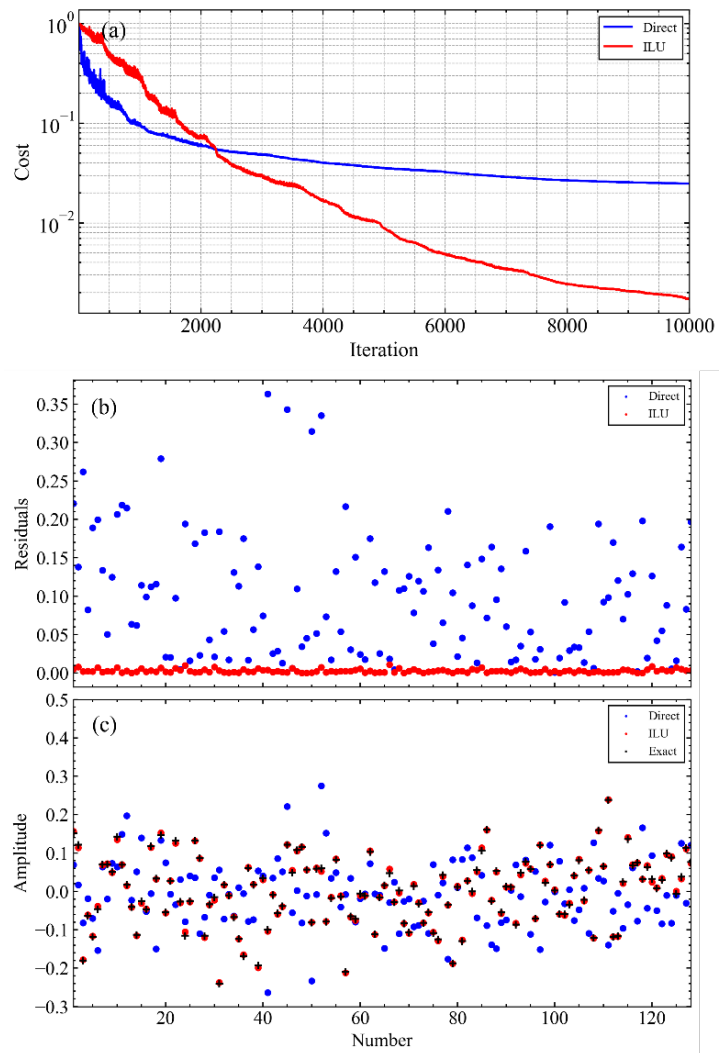 (a)
Direct
ILU
10⁰
10⁻¹
10⁻²
Cost
2000 4000 6000 8000 10000
Iteration
(b)
Direct
ILU
0.35
0.30
0.25
0.20
0.15
0.10
0.05
0.00
Residuals
(c)
Direct
ILU
Exact
0.5
0.4
0.3
0.2
0.1
0.0
−0.1
−0.2
−0.3
Amplitude
20 40 60 80 100 120
Number